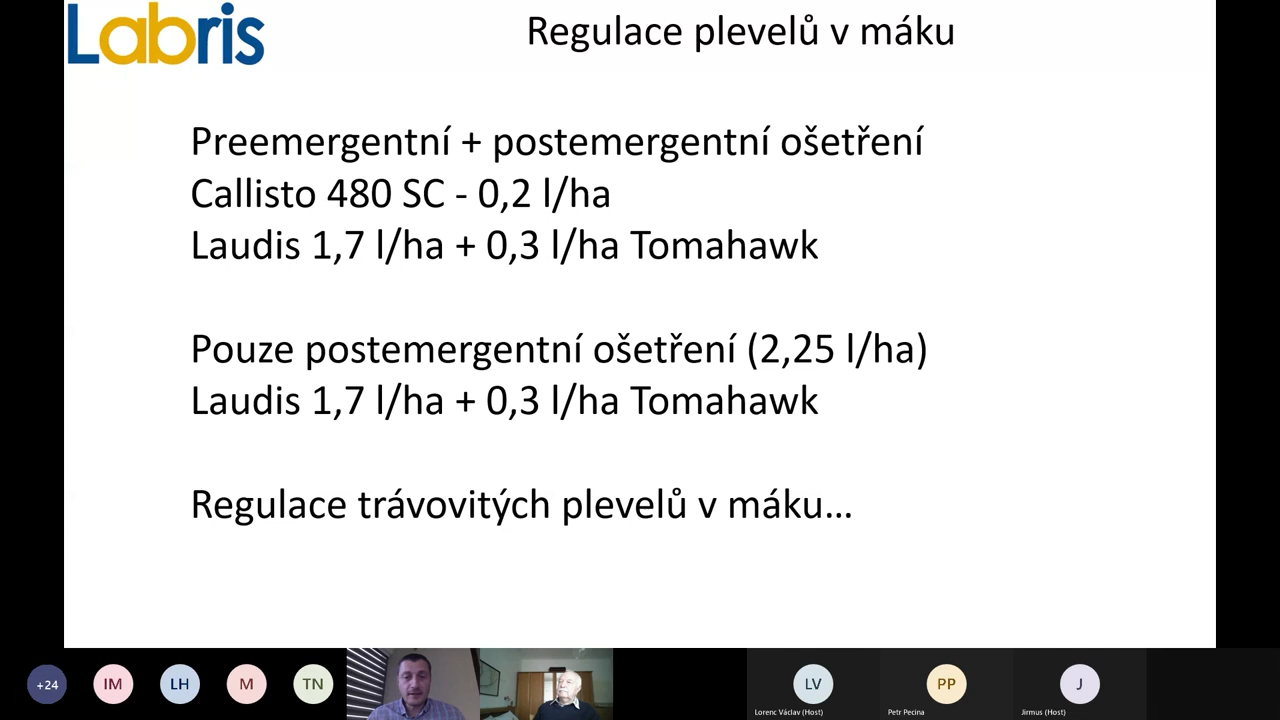 Labris
Regulace plevelů v máku
Preemergentní + postemergentní ošetření
Callisto 480 SC - 0,2 l/ha
Laudis 1,7 l/ha + 0,3 l/ha Tomahawk
Pouze postemergentní ošetření (2,25 l/ha)
Laudis 1,7 l/ha + 0,3 l/ha Tomahawk
Regulace trávovitých plevelů v máku...
+24
IM
LH
M
TN
LV
PP
J
Lorenc Václav (Host)
Petr Pecina
Jirmus (Host)